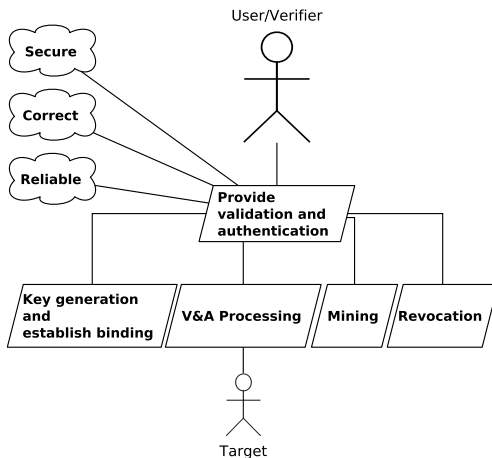 User/Verifier
Secure
Correct
Reliable
Provide
validation and
authentication
Key generation
and
establish binding
V&A Processing
Mining
Revocation
Target